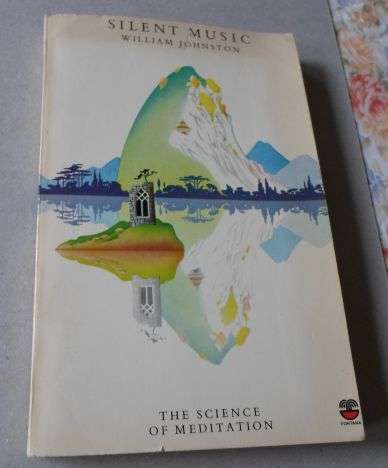 SILENT MUSIC
WILLIAM JOHNSTON
THE SCIENCE
OF MEDITATION
FONTANA